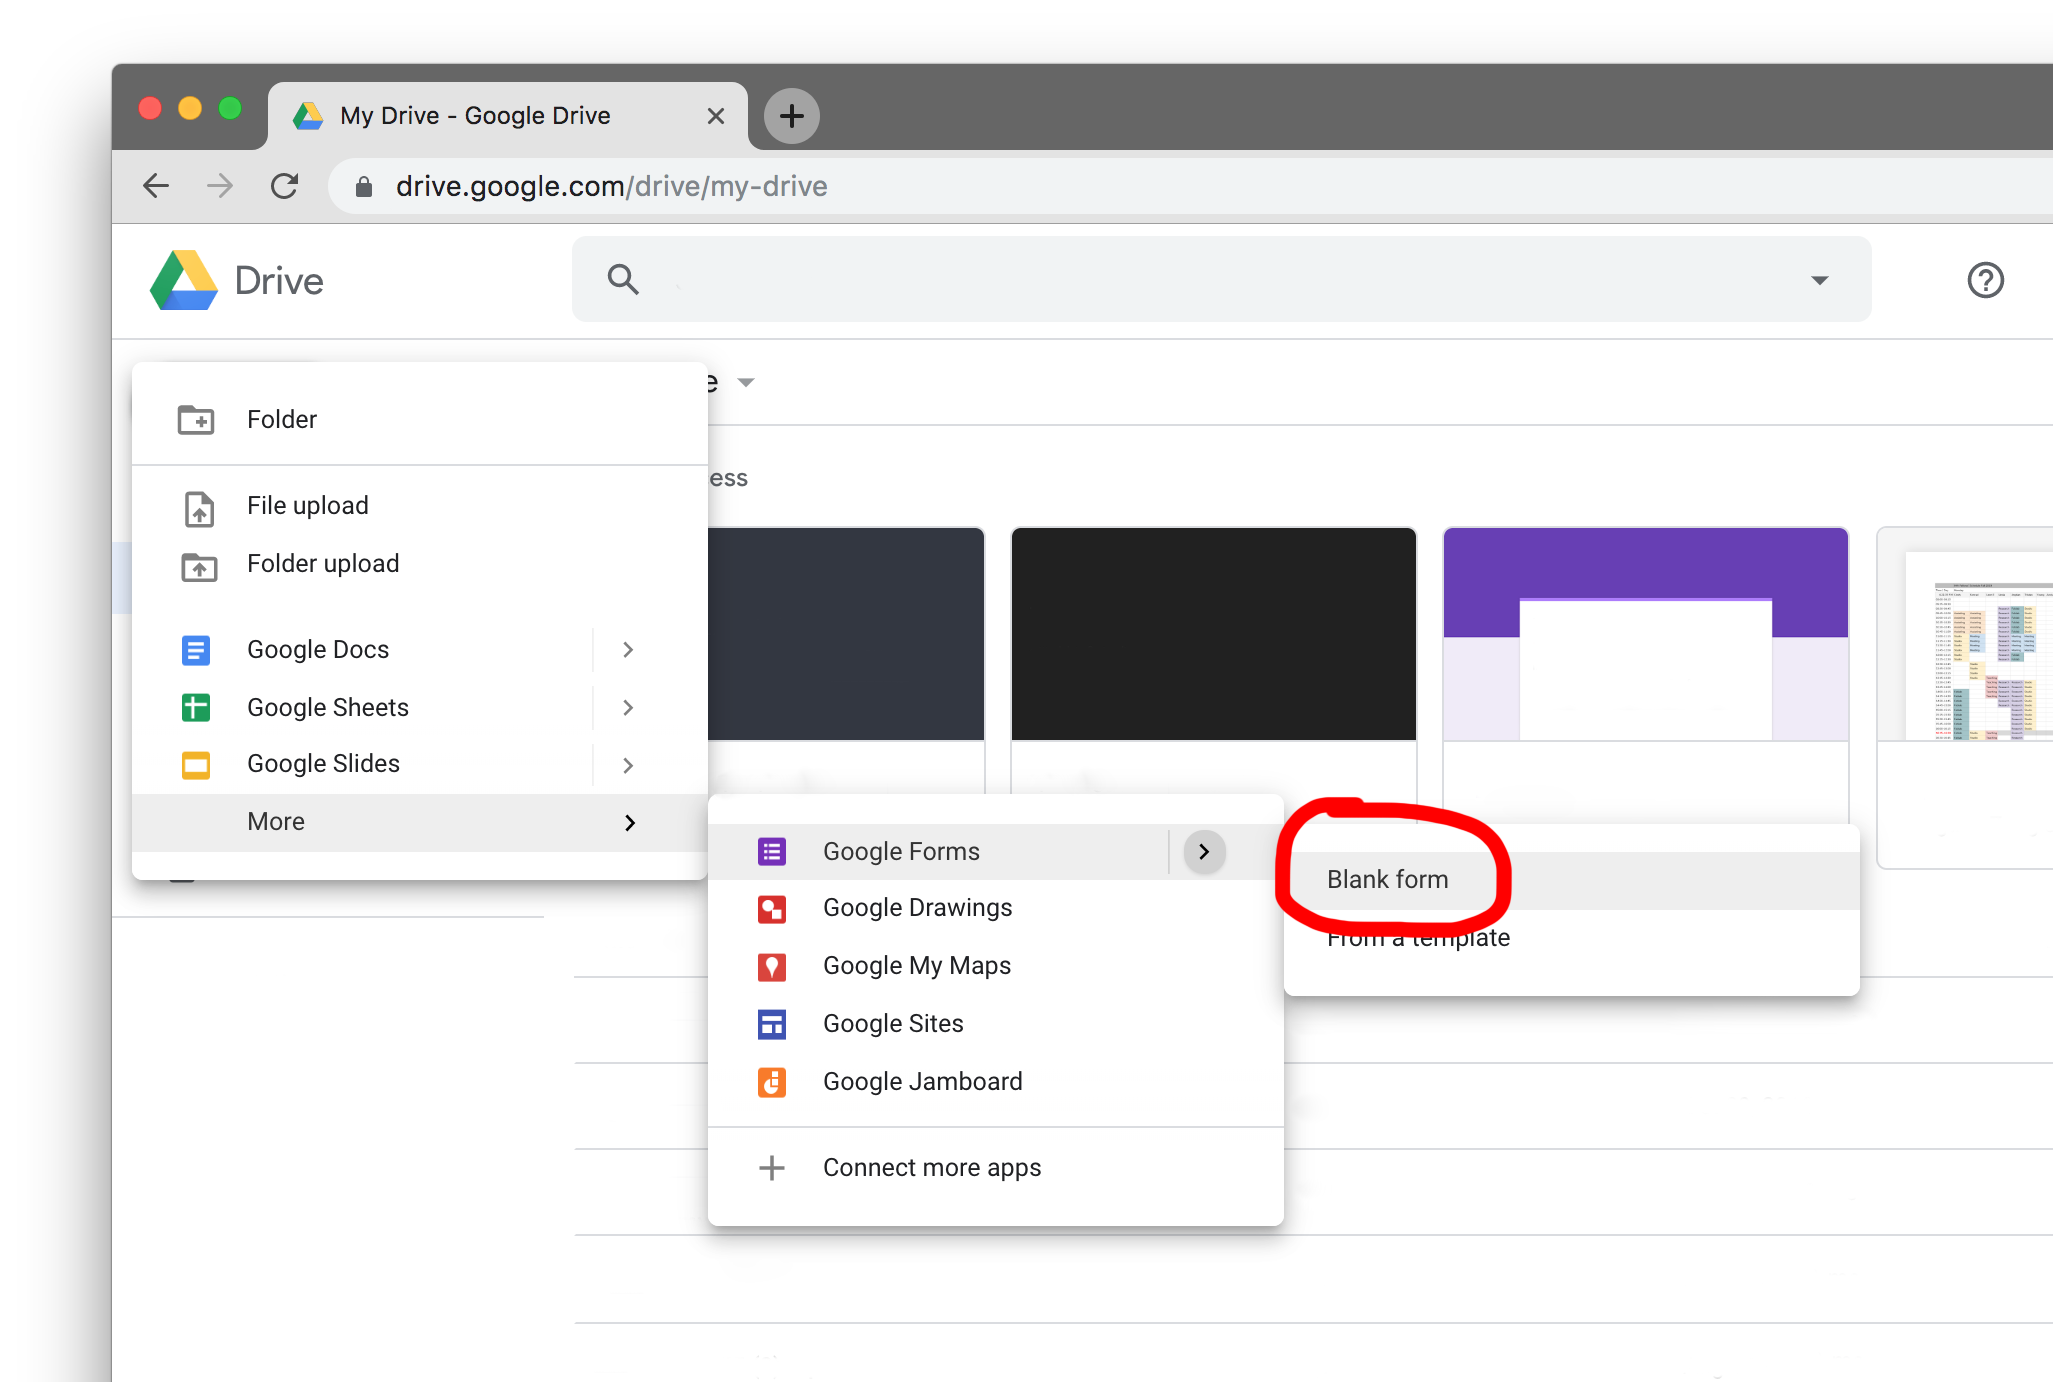 My Drive - Google Drive
drive.google.com/drive/my-drive
Drive
e
ess
Folder
File upload
Folder upload
Google Docs
Google Sheets
Google Slides
More
Google Forms
Google Drawings
Google My Maps
Google Sites
Google Jamboard
Connect more apps
Blank form
From a template